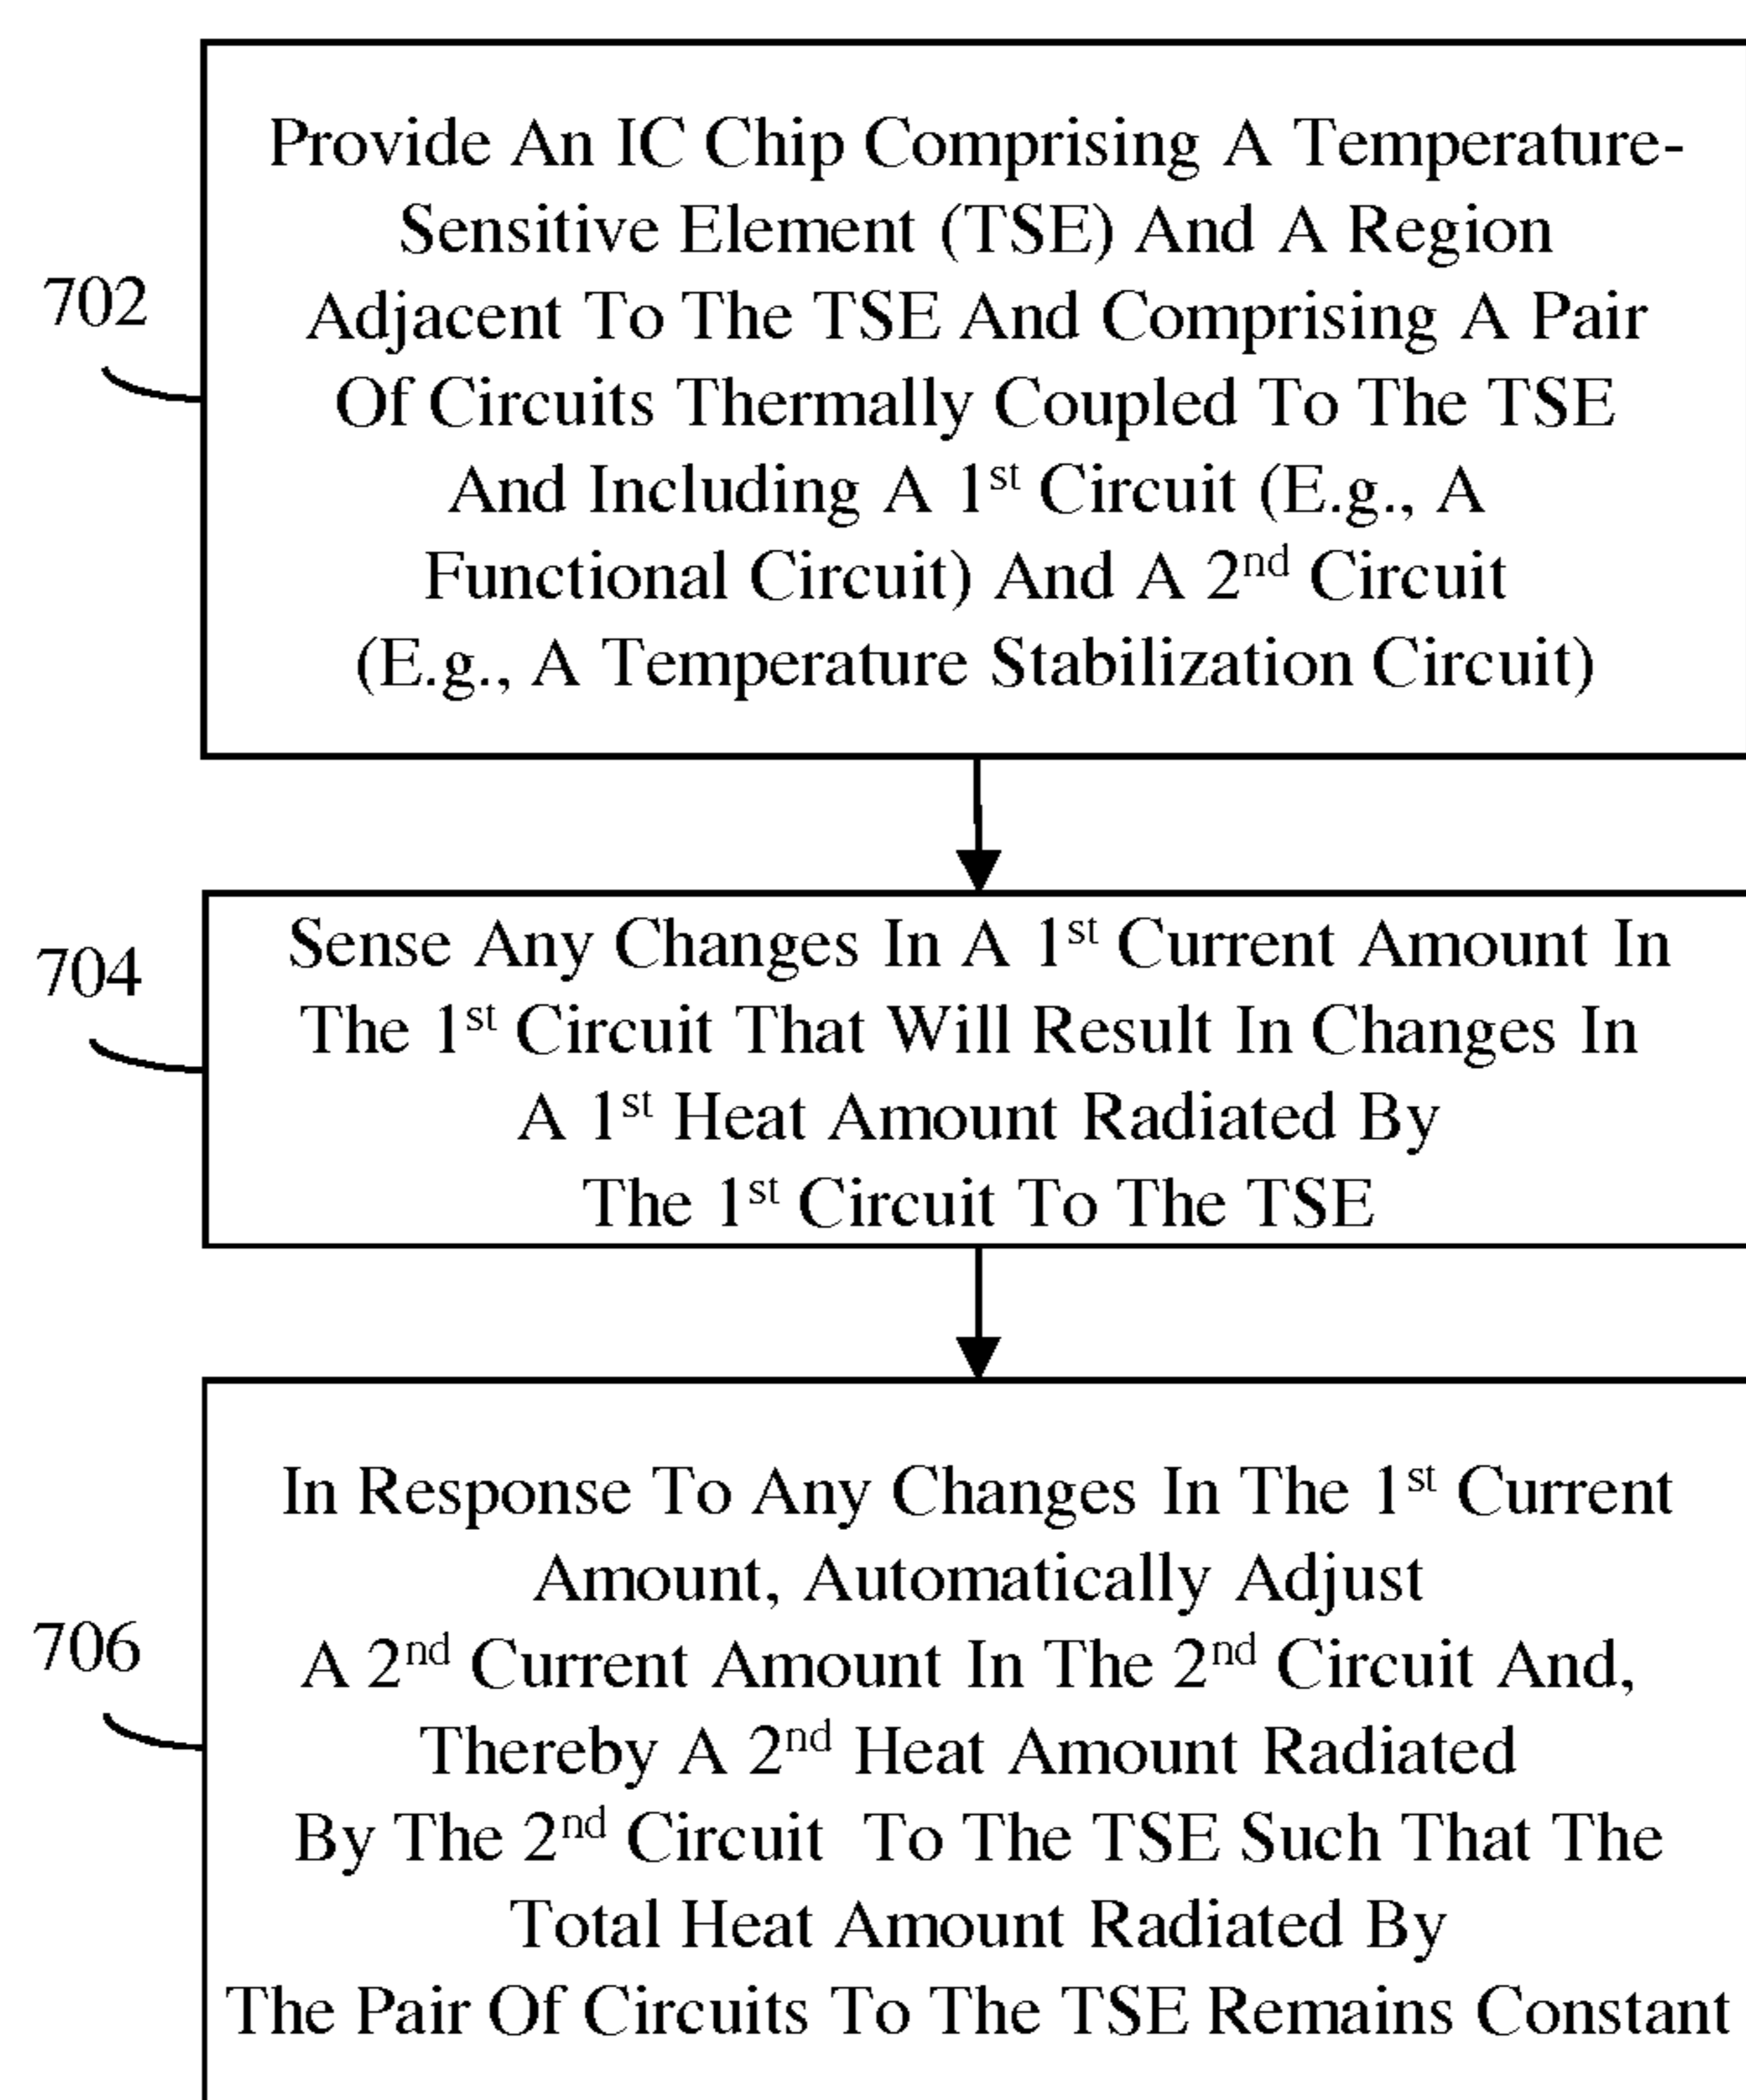 Provide An IC Chip Comprising A Temperature-
Sensitive Element (TSE) And A Region
Adjacent To The TSE And Comprising A Pair
Of Circuits Thermally Coupled To The TSE
And Including A 1st Circuit (E.g., A
Functional Circuit) And A 2nd Circuit
(E.g., A Temperature Stabilization Circuit)
702
Sense Any Changes In A 1st Current Amount In
The 1st Circuit That Will Result In Changes In
A 1st Heat Amount Radiated By
The 1st Circuit To The TSE
704
In Response To Any Changes In The 1st Current
Amount, Automatically Adjust
A 2nd Current Amount In The 2nd Circuit And,
Thereby A 2nd Heat Amount Radiated
By The 2nd Circuit To The TSE Such That The
Total Heat Amount Radiated By
The Pair Of Circuits To The TSE Remains Constant
706